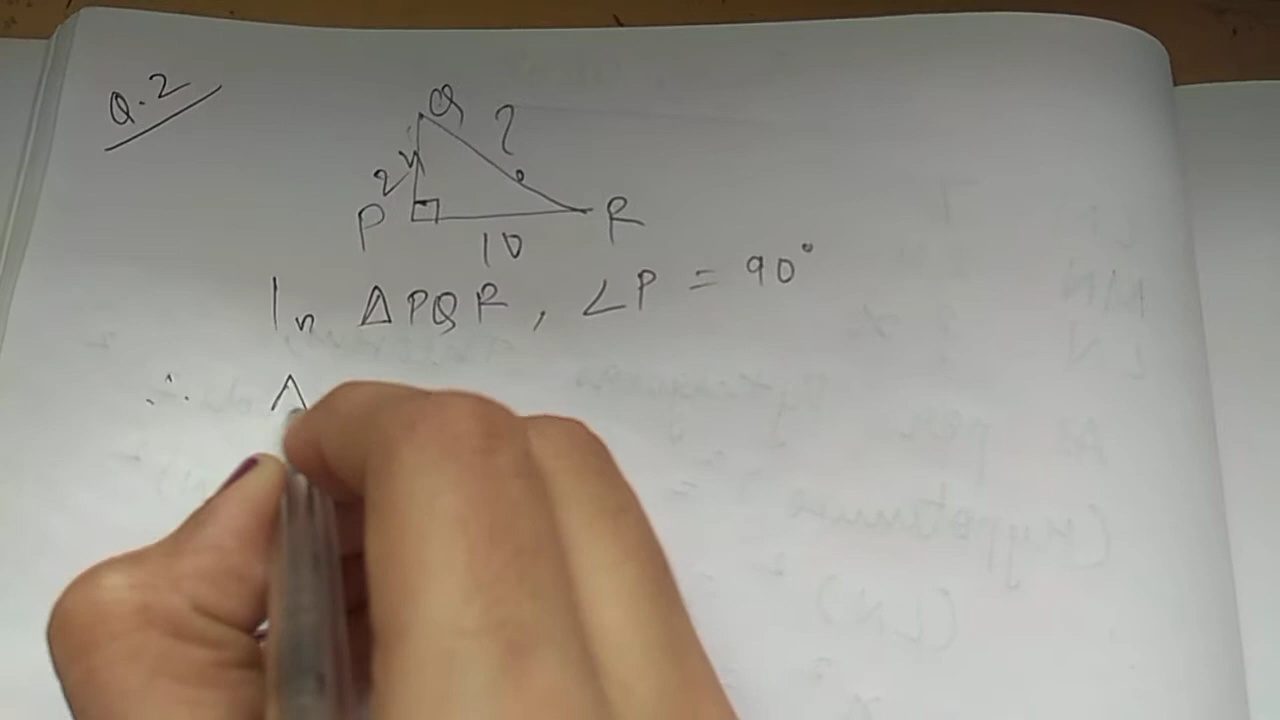 Q.2
Q
?
24
P
R
10
In ΔPQR, ∠P = 90°
∴ Δ